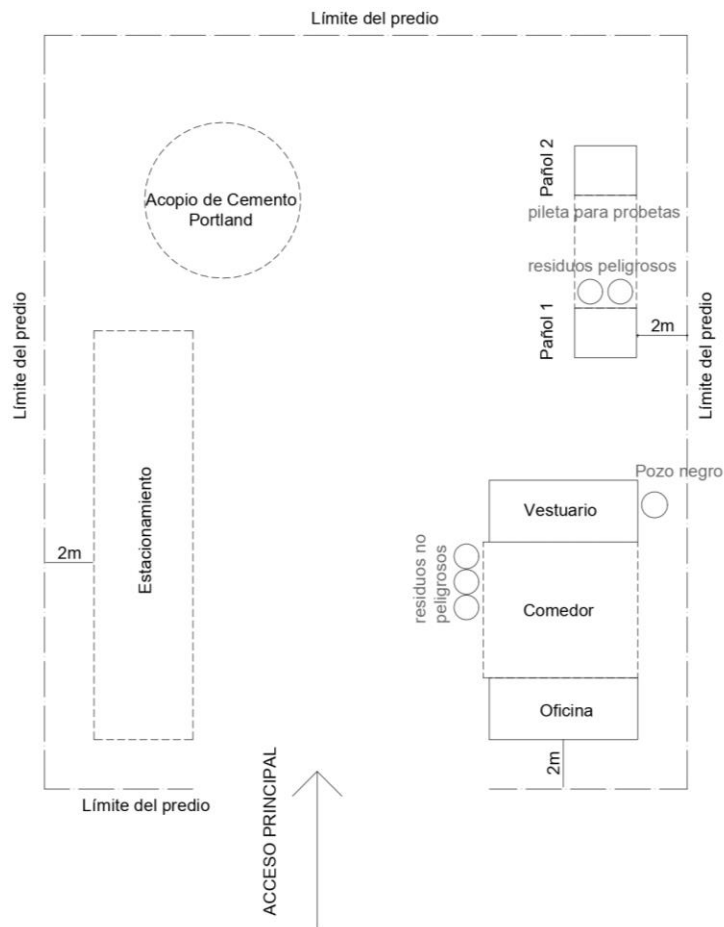 Límite del predio
Pañol 2
Acopio de Cemento
Portland
pileta para probetas
residuos peligrosos
Pañol 1
2m
Límite del predio
Límite del predio
Pozo negro
Vestuario
Estacionamiento
2m
residuos no
peligrosos
Comedor
Oficina
2m
Límite del predio
ACCESO PRINCIPAL